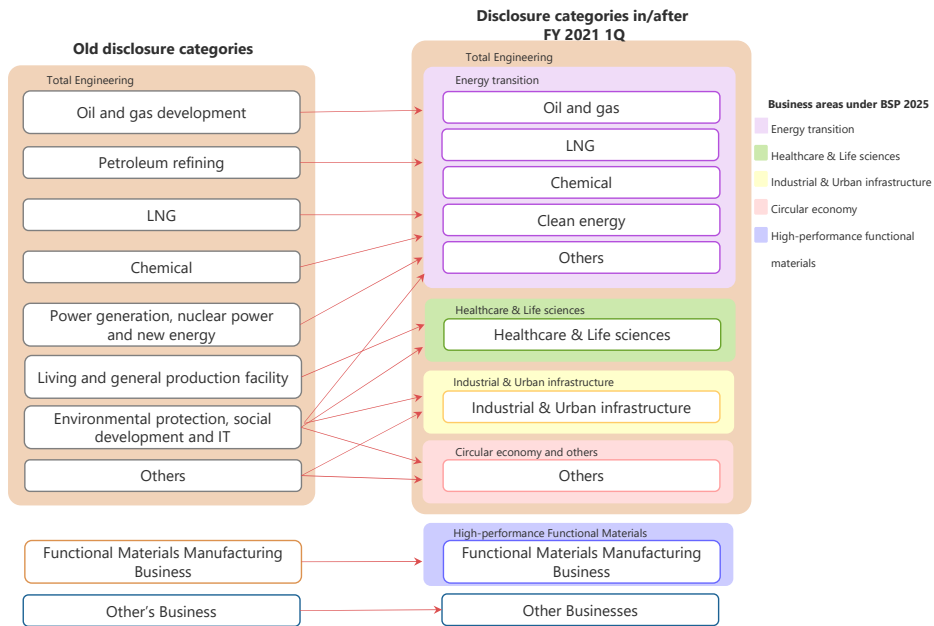 Old disclosure categories
Total Engineering
Oil and gas development
Petroleum refining
LNG
Chemical
Power generation, nuclear power
and new energy
Living and general production facility
Environmental protection, social
development and IT
Others
Functional Materials Manufacturing
Business
Other's Business
Disclosure categories in/after
FY 2021 1Q
Total Engineering
Energy transition
Oil and gas
LNG
Chemical
Clean energy
Others
Healthcare & Life sciences
Healthcare & Life sciences
Industrial & Urban infrastructure
Industrial & Urban infrastructure
Circular economy and others
Others
High-performance Functional Materials
Functional Materials Manufacturing
Business
Other Businesses
Business areas under BSP 2025
Energy transition
Healthcare & Life sciences
Industrial & Urban infrastructure
Circular economy
High-performance functional
materials